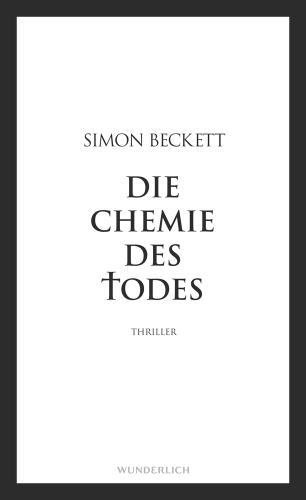 SIMON BECKETT
DIE
CHEMIE
DES
TODES
THRILLER
WUNDERLICH